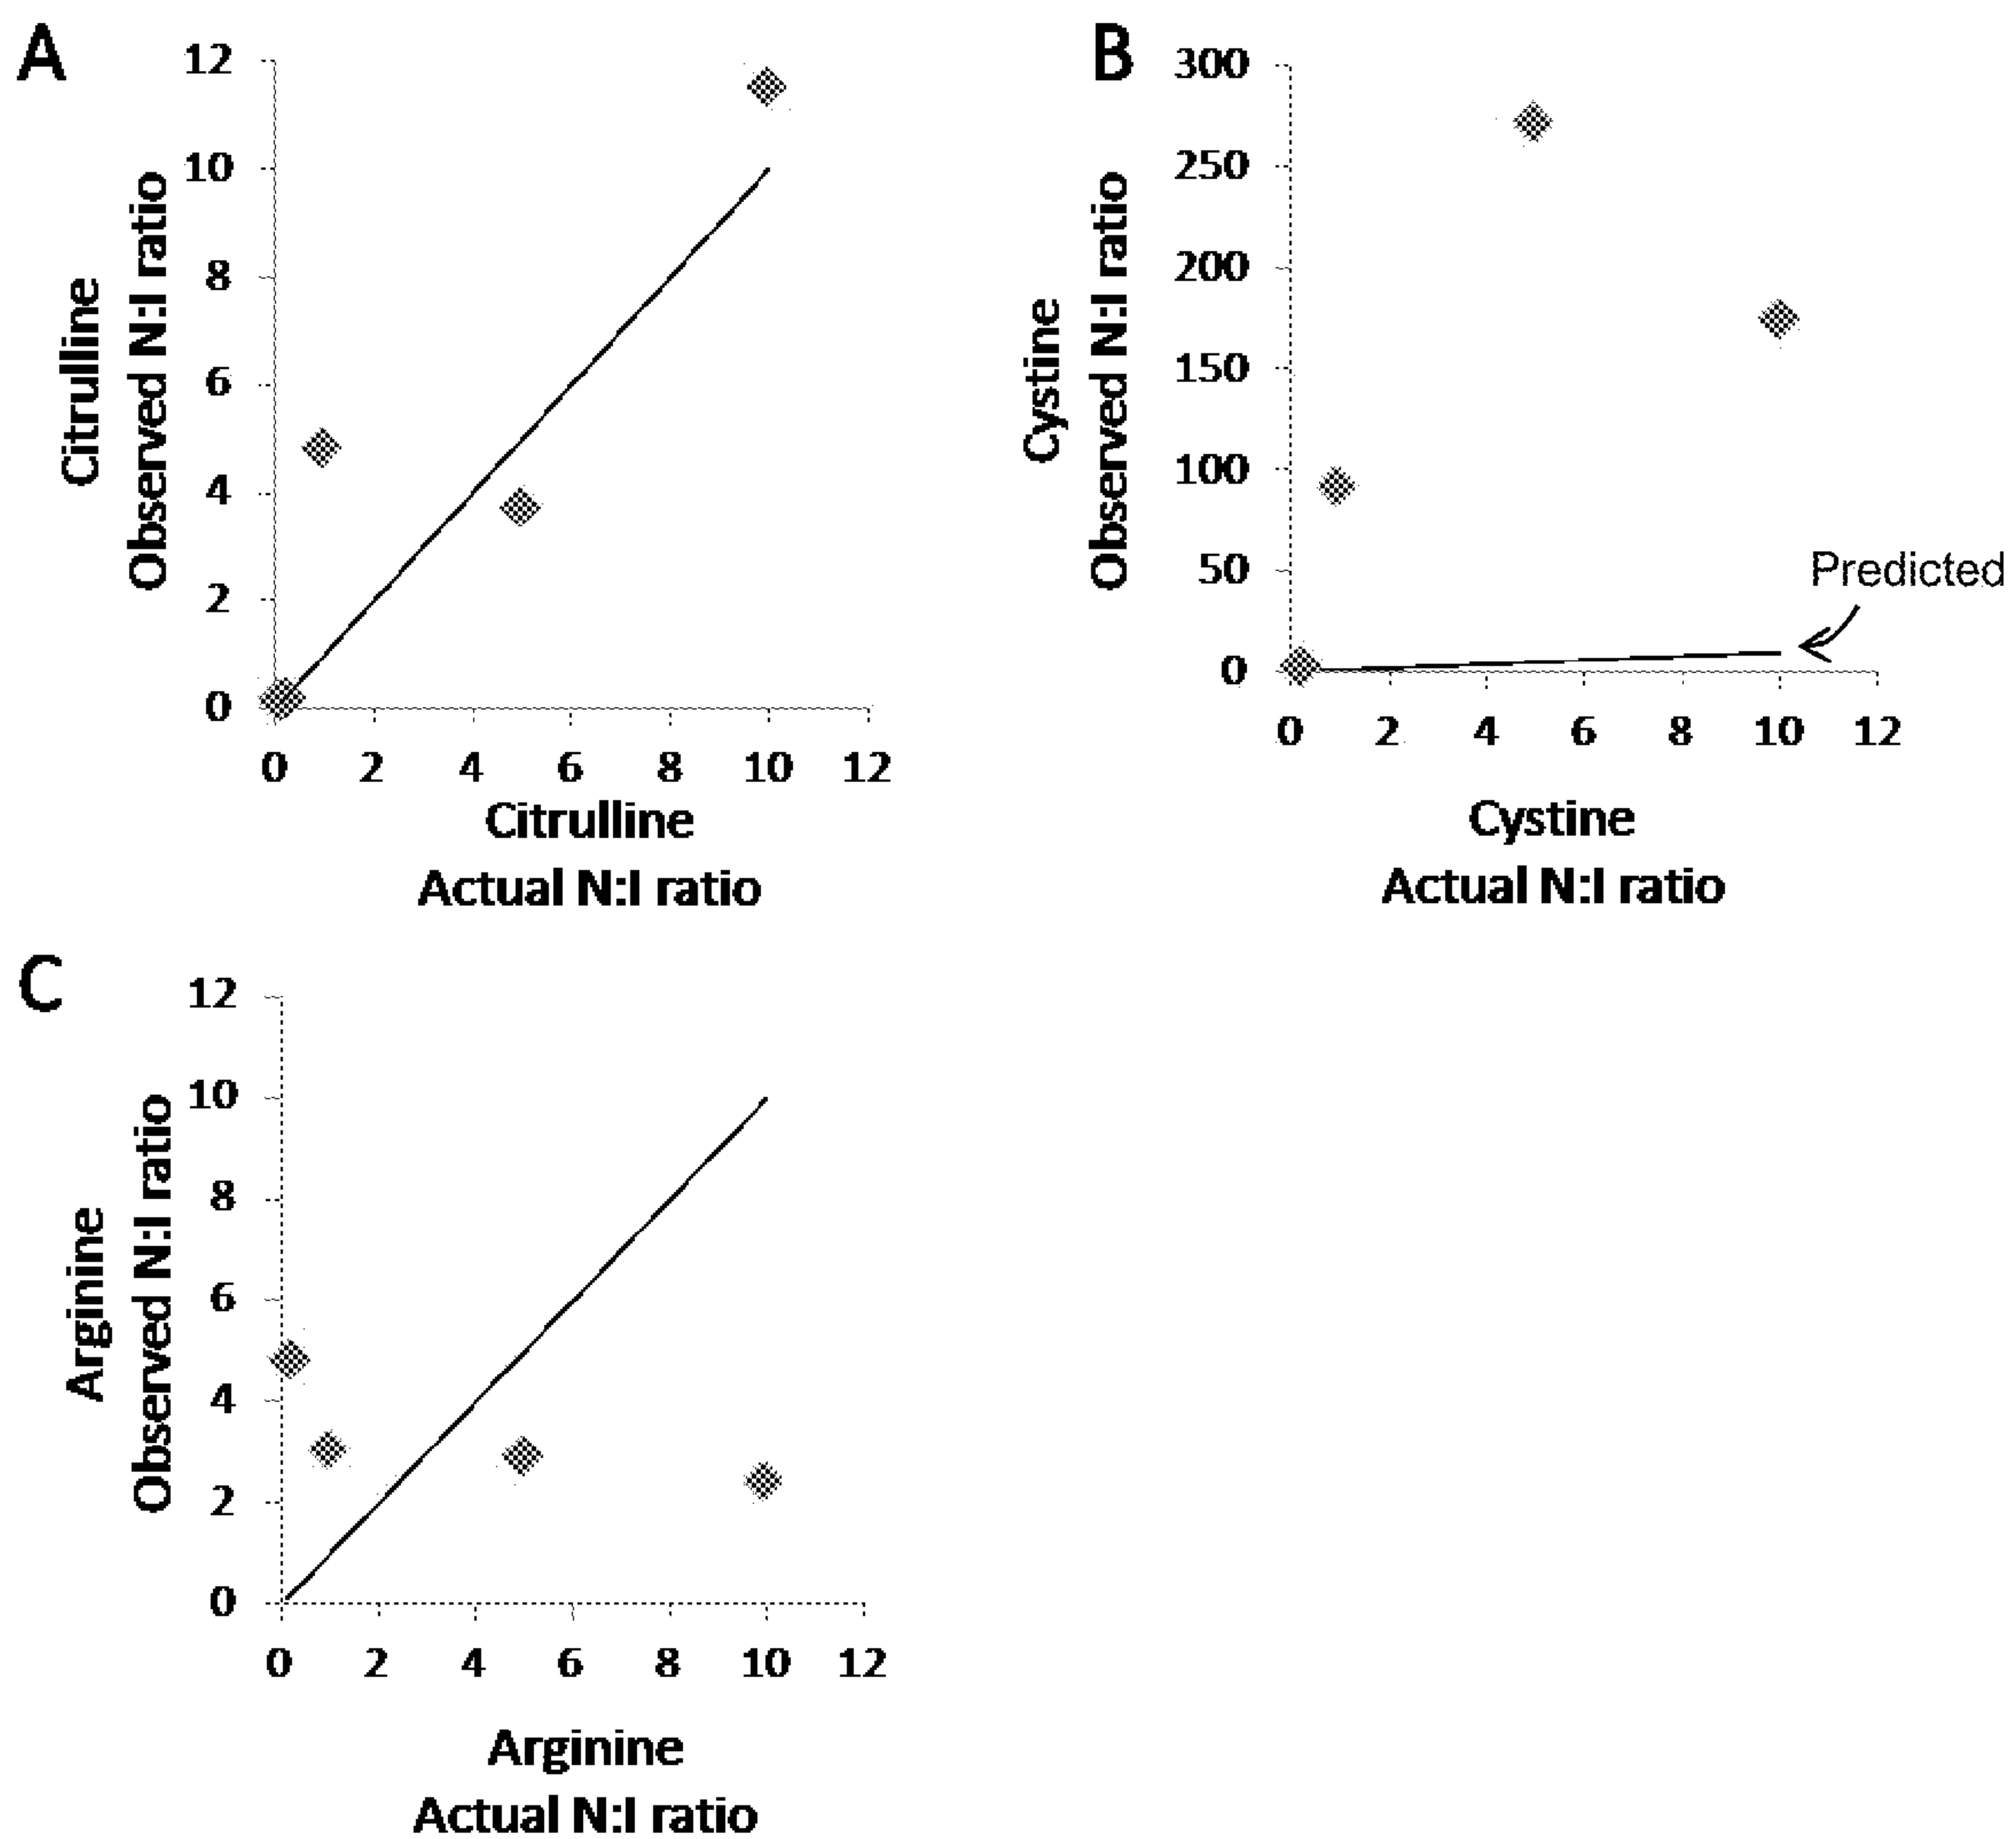 A
12
10
8
6
4
2
0
Citrulline
Observed N:I ratio
0 2 4 6 8 10 12
Citrulline
Actual N:I ratio
B
300
250
200
150
100
50
0
Cystine
Observed N:I ratio
Predicted
0 2 4 6 8 10 12
Cystine
Actual N:I ratio
C
12
10
8
6
4
2
0
Arginine
Observed N:I ratio
0 2 4 6 8 10 12
Arginine
Actual N:I ratio